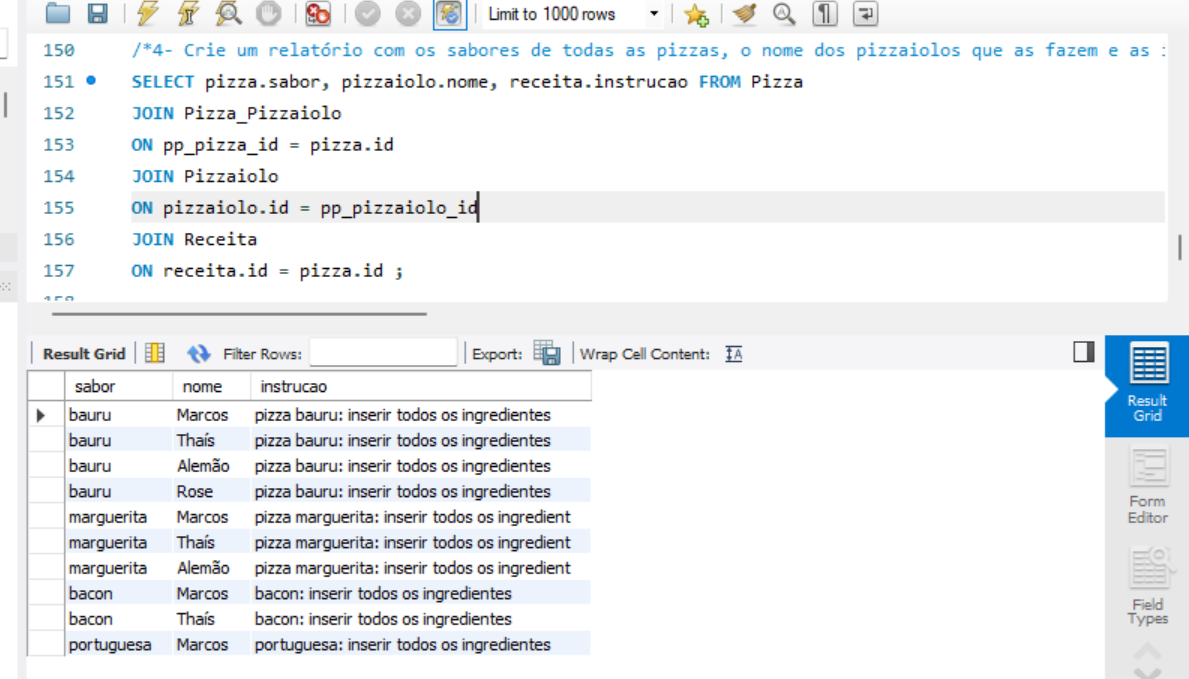 Limit to 1000 rows
150 /*4- Crie um relatório com os sabores de todas as pizzas, o nome dos pizzaiolos que as fazem e as
151 SELECT pizza.sabor, pizzaiolo.nome, receita.instrucao FROM Pizza
152 JOIN Pizza_Pizzaiolo
153 ON pp_pizza_id = pizza.id
154 JOIN Pizzaiolo
155 ON pizzaiolo.id = pp_pizzaiolo_id
156 JOIN Receita
157 ON receita.id = pizza.id ;
158
Result Grid Filter Rows: Export: Wrap Cell Content: IA
sabor nome instrucao
bauru Marcos pizza bauru: inserir todos os ingredientes
bauru Thaís pizza bauru: inserir todos os ingredientes
bauru Alemão pizza bauru: inserir todos os ingredientes
bauru Rose pizza bauru: inserir todos os ingredientes
marguerita Marcos pizza marguerita: inserir todos os ingredient
marguerita Thaís pizza marguerita: inserir todos os ingredient
marguerita Alemão pizza marguerita: inserir todos os ingredient
bacon Marcos bacon: inserir todos os ingredientes
bacon Thaís bacon: inserir todos os ingredientes
portuguesa Marcos portuguesa: inserir todos os ingredientes
Result
Grid
Form
Editor
Field
Types